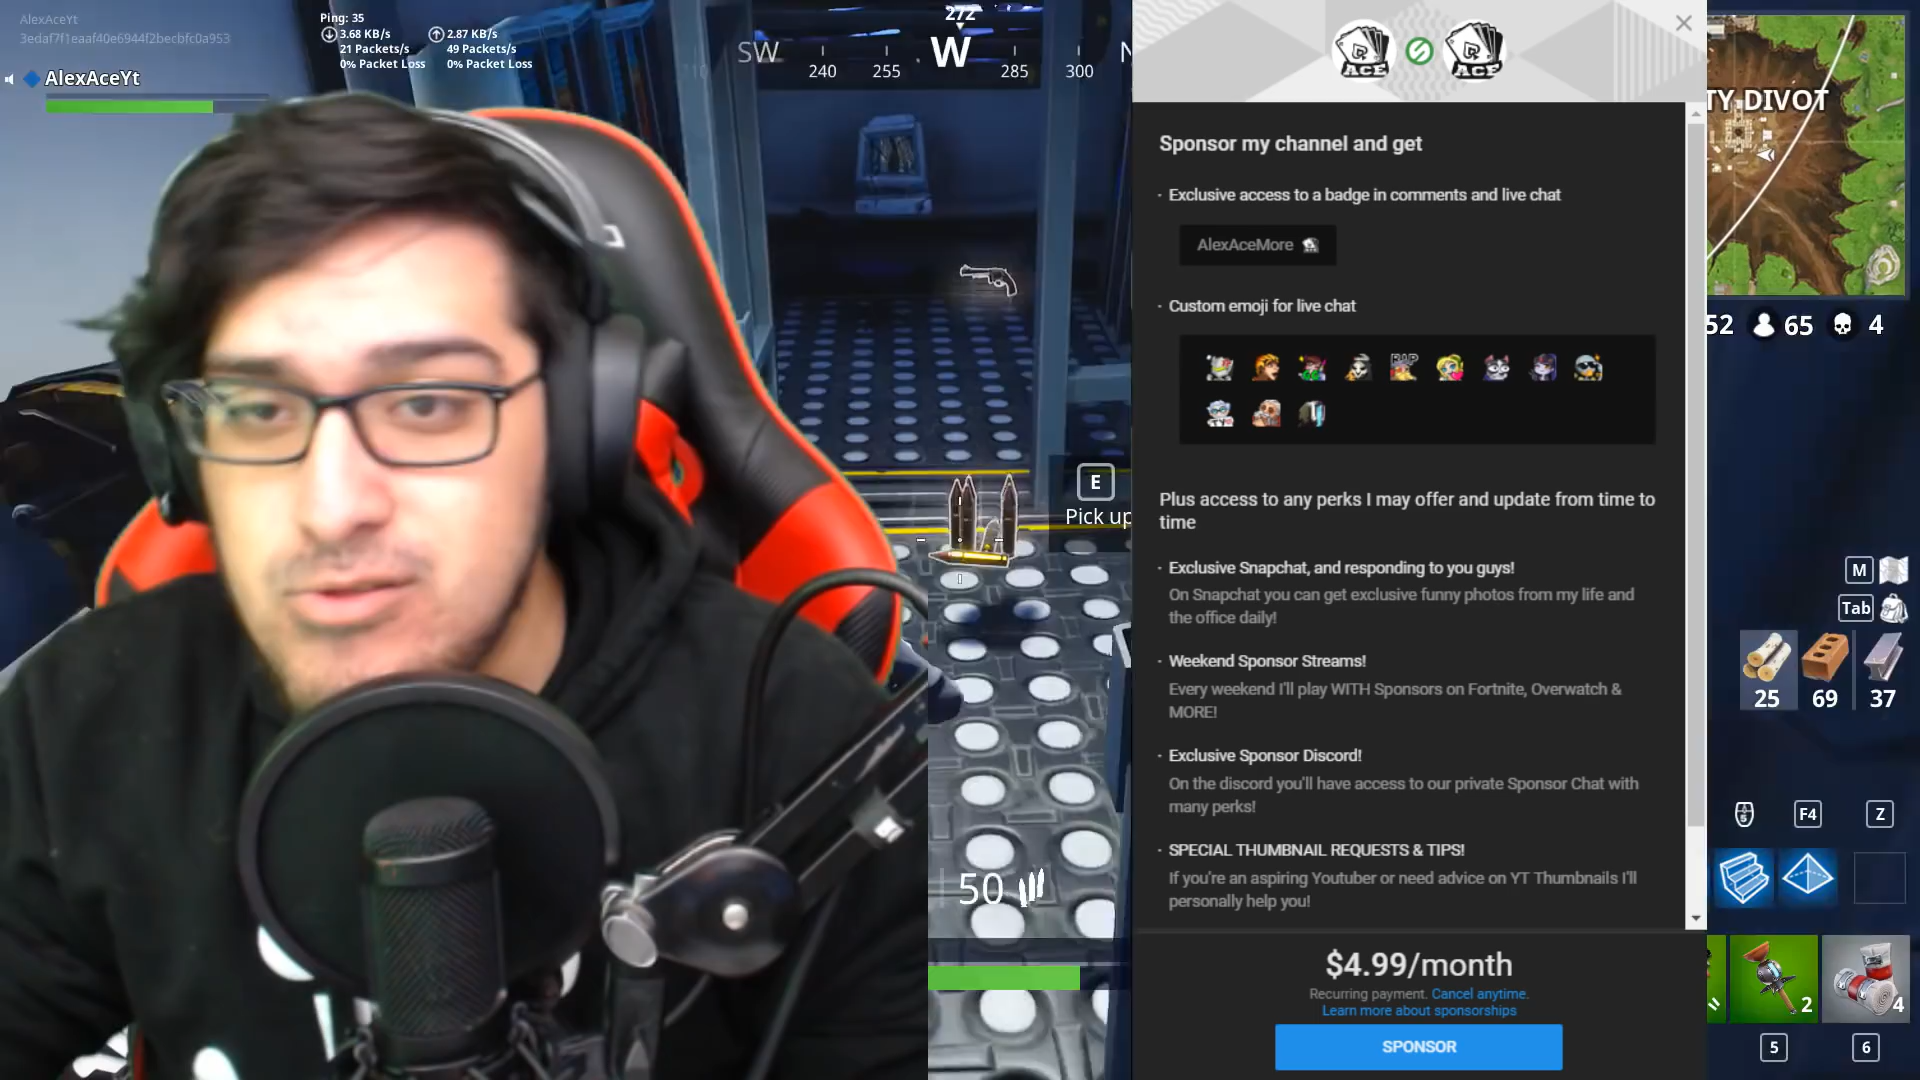 AlexAceYt
3edaf7f1eaaf40e6944f2becbfc0a953
AlexAceYt
Ping: 35
3.68 KB/s 2.87 KB/s
21 Packets/s 49 Packets/s
0% Packet Loss 0% Packet Loss
272
SW W N
240 255 285 300
E
Pick up
50
ACE ACE
Sponsor my channel and get
· Exclusive access to a badge in comments and live chat
AlexAceMore
· Custom emoji for live chat
RIP
Plus access to any perks I may offer and update from time to
time
· Exclusive Snapchat, and responding to you guys!
On Snapchat you can get exclusive funny photos from my life and
the office daily!
· Weekend Sponsor Streams!
Every weekend I'll play WITH Sponsors on Fortnite, Overwatch &
MORE!
· Exclusive Sponsor Discord!
On the discord you'll have access to our private Sponsor Chat with
many perks!
· SPECIAL THUMBNAIL REQUESTS & TIPS!
If you're an aspiring Youtuber or need advice on YT Thumbnails I'll
personally help you!
$4.99/month
Recurring payment. Cancel anytime.
Learn more about sponsorships
SPONSOR
TY DIVOT
52 65 4
M
Tab
25 69 37
5 F4 Z
2 4
5 6